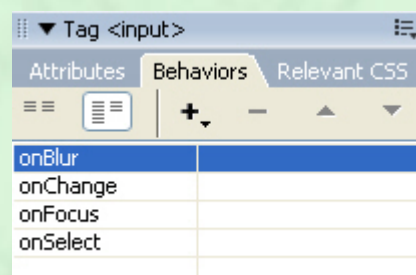 Tag <input>
Attributes Behaviors Relevant CSS
onBlur
onChange
onFocus
onSelect